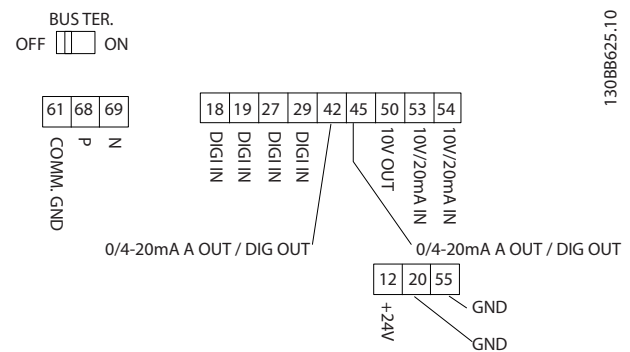 BUS TER.
OFF ON
61 68 69
COMM. GND
P
N
18 19 27 29 42 45 50 53 54
DIGI IN
DIGI IN
DIGI IN
DIGI IN
10V OUT
10V/20mA IN
10V/20mA IN
0/4-20mA A OUT / DIG OUT
0/4-20mA A OUT / DIG OUT
12 20 55
+24V
GND
GND
130BB625.10